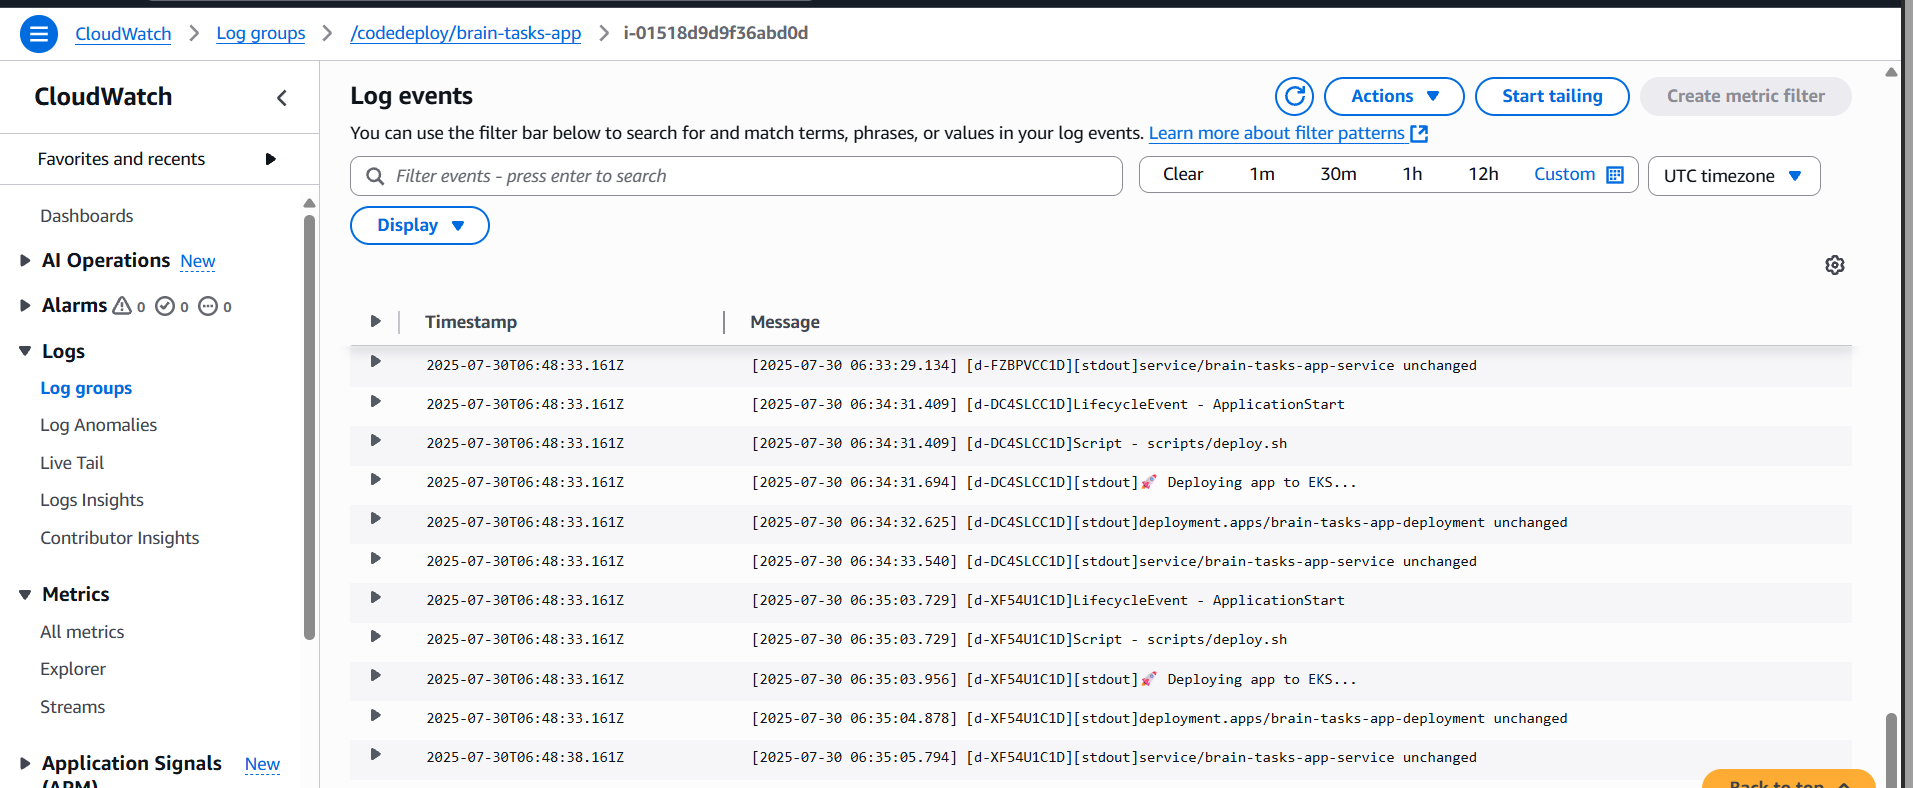 CloudWatch > Log groups > /codedeploy/brain-tasks-app > i-01518d9d9f36abd0d
CloudWatch
Favorites and recents
Dashboards
AI Operations New
Alarms 0 0 0
Logs
Log groups
Log Anomalies
Live Tail
Logs Insights
Contributor Insights
Metrics
All metrics
Explorer
Streams
Application Signals New
(APM)
Log events
Actions
Start tailing
Create metric filter
You can use the filter bar below to search for and match terms, phrases, or values in your log events. Learn more about filter patterns
Filter events - press enter to search
Clear 1m 30m 1h 12h Custom
UTC timezone
Display
Timestamp Message
2025-07-30T06:48:33.161Z [2025-07-30 06:33:29.134] [d-FZBPVCC1D][stdout]service/brain-tasks-app-service unchanged
2025-07-30T06:48:33.161Z [2025-07-30 06:34:31.409] [d-DC4SLCC1D]LifecycleEvent - ApplicationStart
2025-07-30T06:48:33.161Z [2025-07-30 06:34:31.409] [d-DC4SLCC1D]Script - scripts/deploy.sh
2025-07-30T06:48:33.161Z [2025-07-30 06:34:31.694] [d-DC4SLCC1D][stdout]🚀 Deploying app to EKS...
2025-07-30T06:48:33.161Z [2025-07-30 06:34:32.625] [d-DC4SLCC1D][stdout]deployment.apps/brain-tasks-app-deployment unchanged
2025-07-30T06:48:33.161Z [2025-07-30 06:34:33.540] [d-DC4SLCC1D][stdout]service/brain-tasks-app-service unchanged
2025-07-30T06:48:33.161Z [2025-07-30 06:35:03.729] [d-XF54U1C1D]LifecycleEvent - ApplicationStart
2025-07-30T06:48:33.161Z [2025-07-30 06:35:03.729] [d-XF54U1C1D]Script - scripts/deploy.sh
2025-07-30T06:48:33.161Z [2025-07-30 06:35:03.956] [d-XF54U1C1D][stdout]🚀 Deploying app to EKS...
2025-07-30T06:48:33.161Z [2025-07-30 06:35:04.878] [d-XF54U1C1D][stdout]deployment.apps/brain-tasks-app-deployment unchanged
2025-07-30T06:48:38.161Z [2025-07-30 06:35:05.794] [d-XF54U1C1D][stdout]service/brain-tasks-app-service unchanged
Back to top